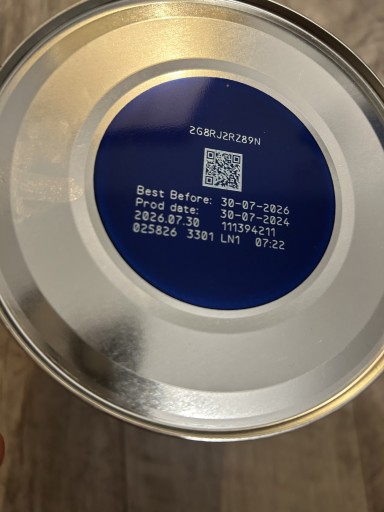 2G8RJ2RZ89N
Best Before: 30-07-2026
Prod date: 30-07-2024
2026.07.30 111394211
025826 3301 LN1 07:22